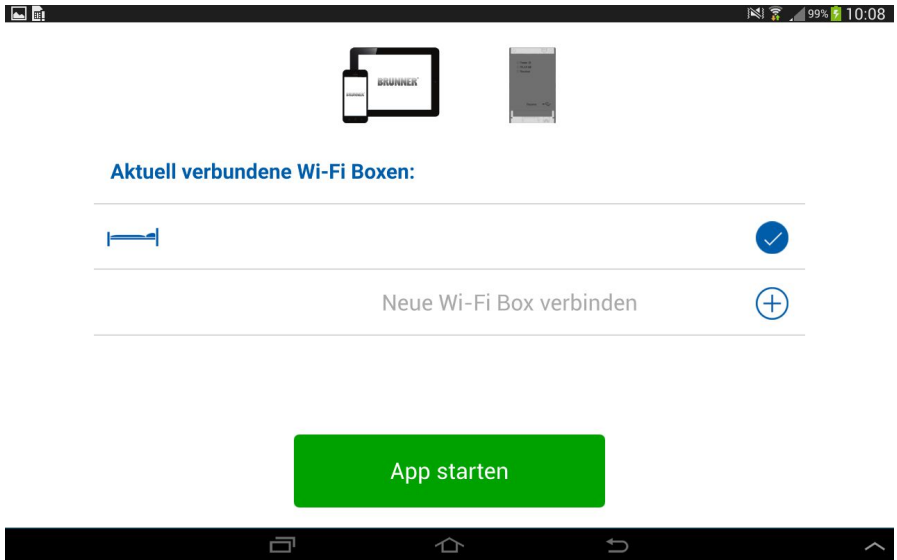 99% 10:08
BRUNNER
Aktuell verbundene Wi-Fi Boxen:
Neue Wi-Fi Box verbinden
App starten